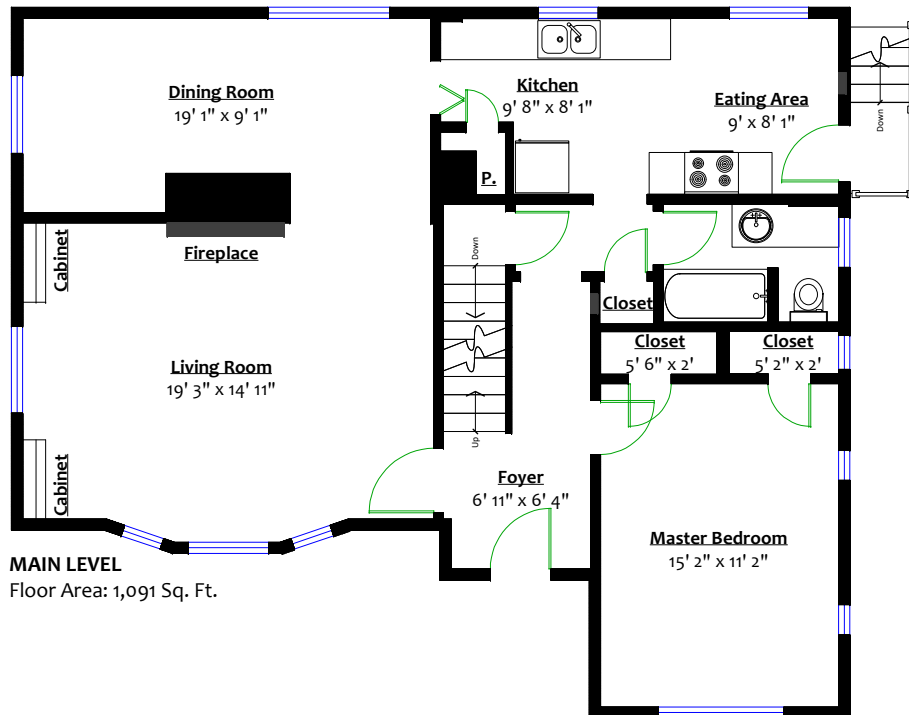 Dining Room
19' 1" x 9' 1"
Kitchen
9' 8" x 8' 1"
Eating Area
9' x 8' 1"
Down
P.
Fireplace
Cabinet
Down
Closet
Closet
5' 6" x 2'
Closet
5' 2" x 2'
Living Room
19' 3" x 14' 11"
Up
Cabinet
Foyer
6' 11" x 6' 4"
Master Bedroom
15' 2" x 11' 2"
MAIN LEVEL
Floor Area: 1,091 Sq. Ft.